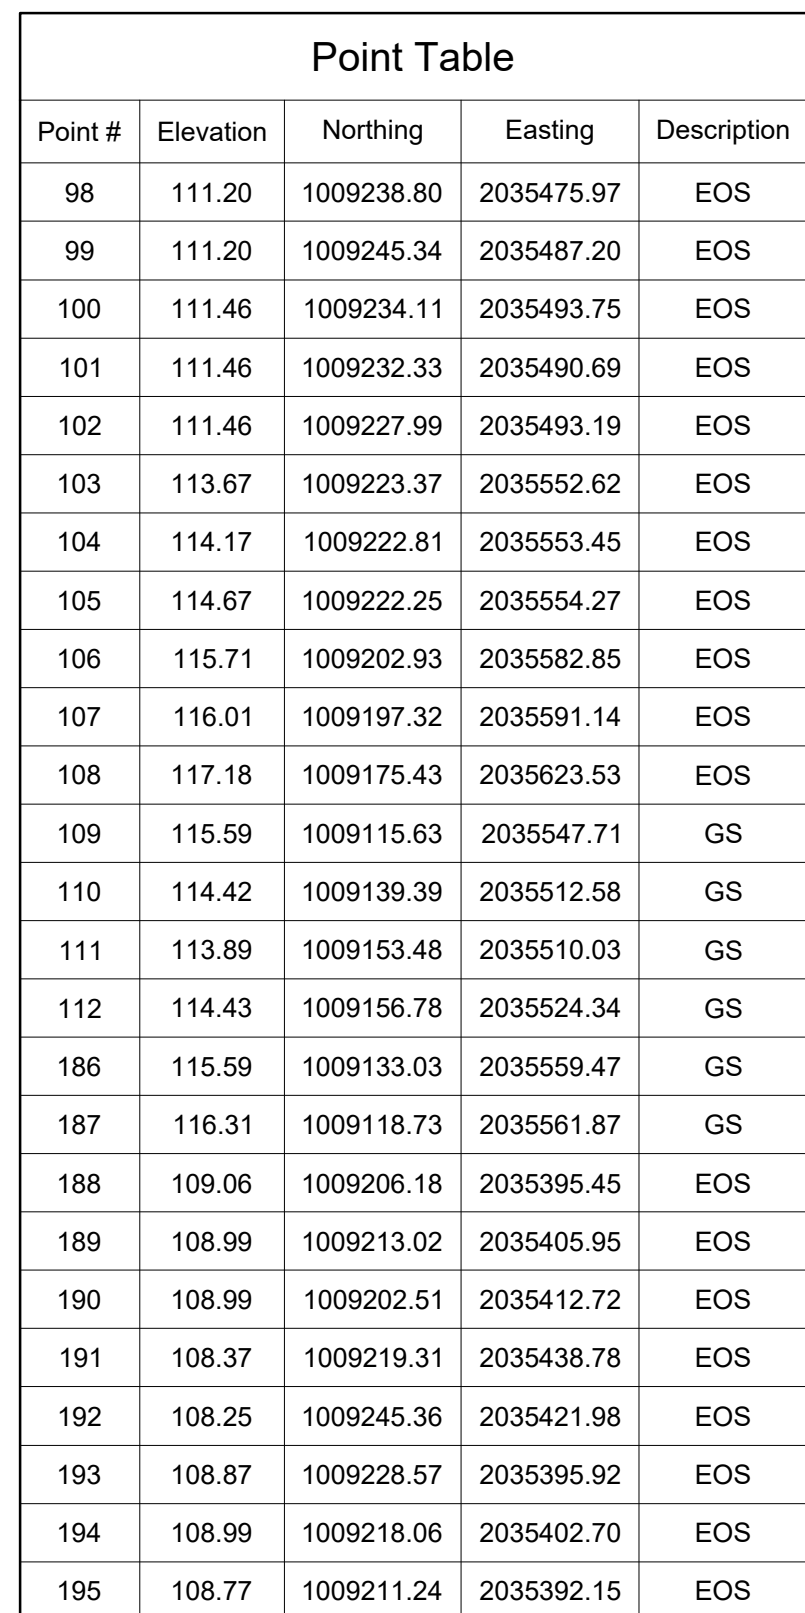 Point Table
Point # Elevation Northing Easting Description
98 111.20 1009238.80 2035475.97 EOS
99 111.20 1009245.34 2035487.20 EOS
100 111.46 1009234.11 2035493.75 EOS
101 111.46 1009232.33 2035490.69 EOS
102 111.46 1009227.99 2035493.19 EOS
103 113.67 1009223.37 2035552.62 EOS
104 114.17 1009222.81 2035553.45 EOS
105 114.67 1009222.25 2035554.27 EOS
106 115.71 1009202.93 2035582.85 EOS
107 116.01 1009197.32 2035591.14 EOS
108 117.18 1009175.43 2035623.53 EOS
109 115.59 1009115.63 2035547.71 GS
110 114.42 1009139.39 2035512.58 GS
111 113.89 1009153.48 2035510.03 GS
112 114.43 1009156.78 2035524.34 GS
186 115.59 1009133.03 2035559.47 GS
187 116.31 1009118.73 2035561.87 GS
188 109.06 1009206.18 2035395.45 EOS
189 108.99 1009213.02 2035405.95 EOS
190 108.99 1009202.51 2035412.72 EOS
191 108.37 1009219.31 2035438.78 EOS
192 108.25 1009245.36 2035421.98 EOS
193 108.87 1009228.57 2035395.92 EOS
194 108.99 1009218.06 2035402.70 EOS
195 108.77 1009211.24 2035392.15 EOS